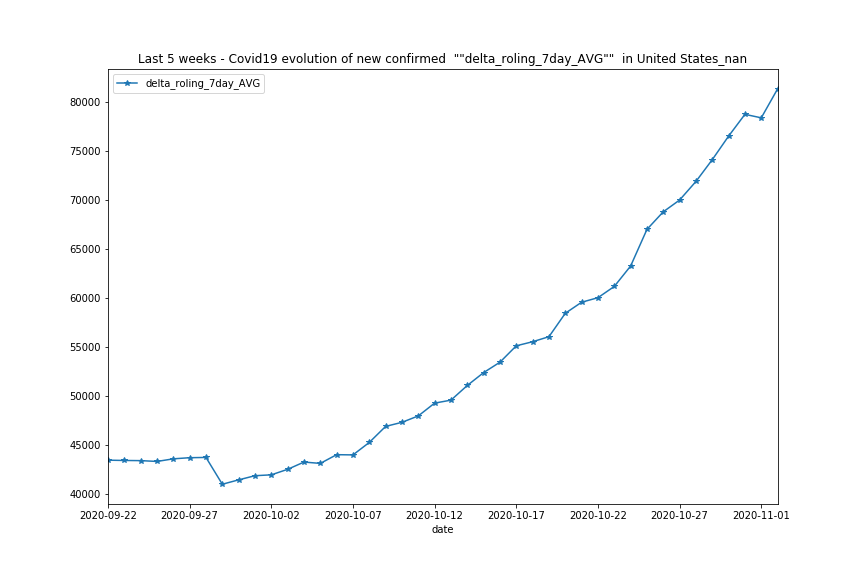 Last 5 weeks - Covid19 evolution of new confirmed  ""delta_roling_7day_AVG""  in United States_nan
delta_roling_7day_AVG
80000
75000
70000
65000
60000
55000
50000
45000
40000
2020-09-22 2020-09-27 2020-10-02 2020-10-07 2020-10-12 2020-10-17 2020-10-22 2020-10-27 2020-11-01
date